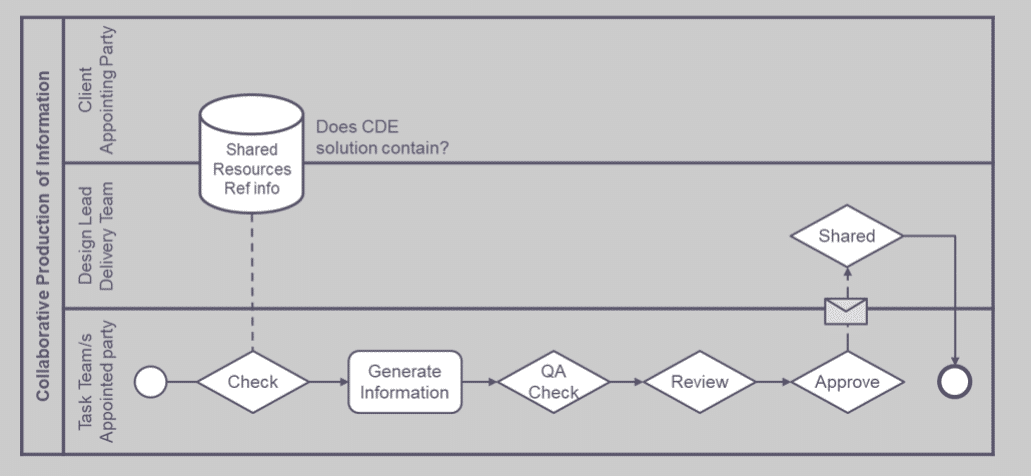 Collaborative Production of Information
Client
Appointing Party
Does CDE
solution contain?
Shared
Resources
Ref info
Design Lead
Delivery Team
Shared
Task Team/s
Appointed party
Check
Generate
Information
QA
Check
Review
Approve